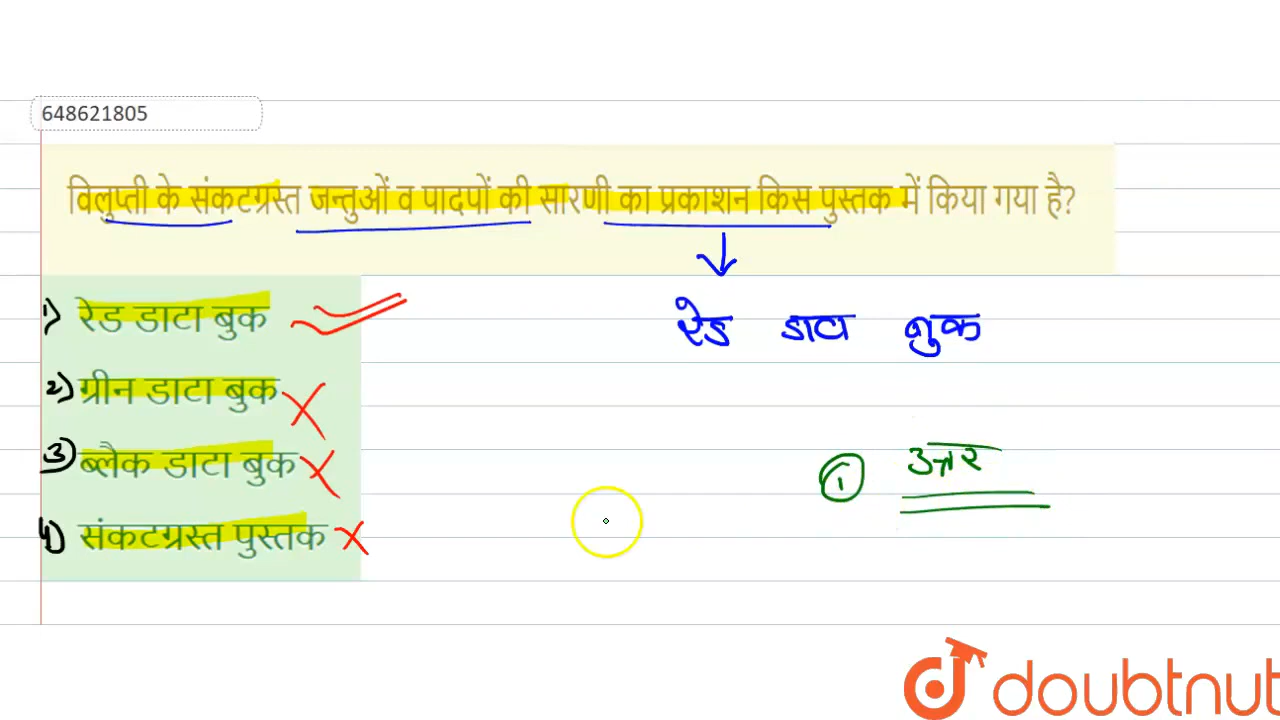 648621805
विलुप्ती के संकटग्रस्त जन्तुओं व पादपों की सारणी का प्रकाशन किस पुस्तक में किया गया है?
1) रेड डाटा बुक
रेड डाटा बुक
2) ग्रीन डाटा बुक
3) ब्लैक डाटा बुक
① उत्तर
4) संकटग्रस्त पुस्तक
doubtnut